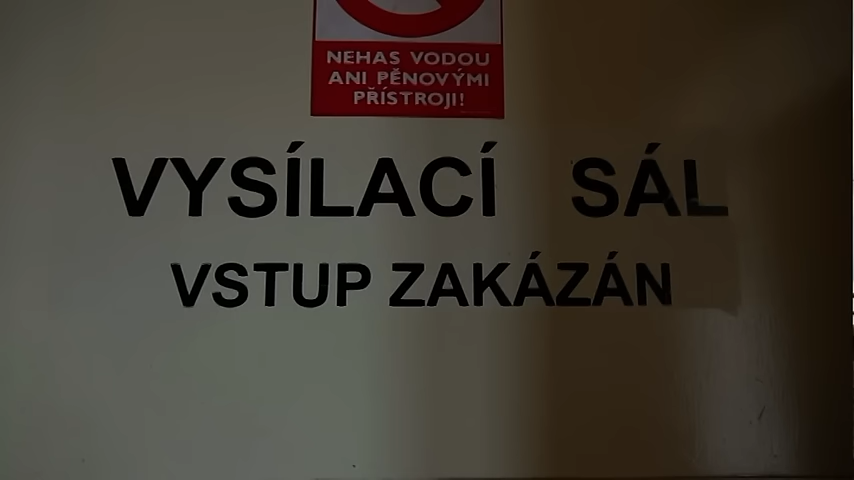 NEHAS VODOU
ANI PĚNOVÝMI
PŘÍSTROJI!
VYSÍLACÍ SÁL
VSTUP ZAKÁZÁN